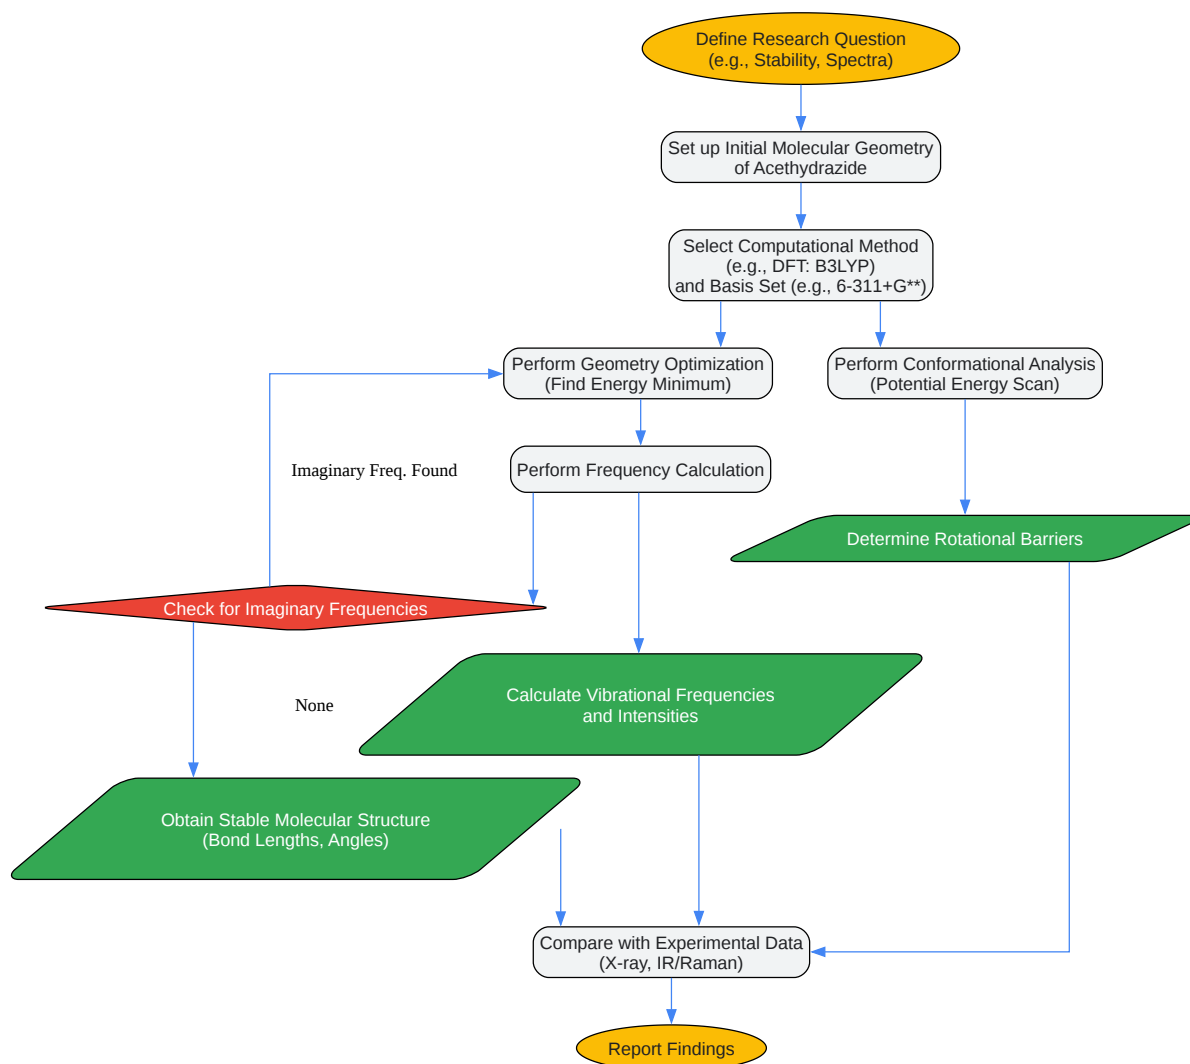 Define Research Question
(e.g., Stability, Spectra)
Set up Initial Molecular Geometry
of Acethydrazide
Select Computational Method
(e.g., DFT: B3LYP)
and Basis Set (e.g., 6-311+G**)
Perform Geometry Optimization
(Find Energy Minimum)
Perform Conformational Analysis
(Potential Energy Scan)
Imaginary Freq. Found
Perform Frequency Calculation
Determine Rotational Barriers
Check for Imaginary Frequencies
None
Calculate Vibrational Frequencies
and Intensities
Obtain Stable Molecular Structure
(Bond Lengths, Angles)
Compare with Experimental Data
(X-ray, IR/Raman)
Report Findings